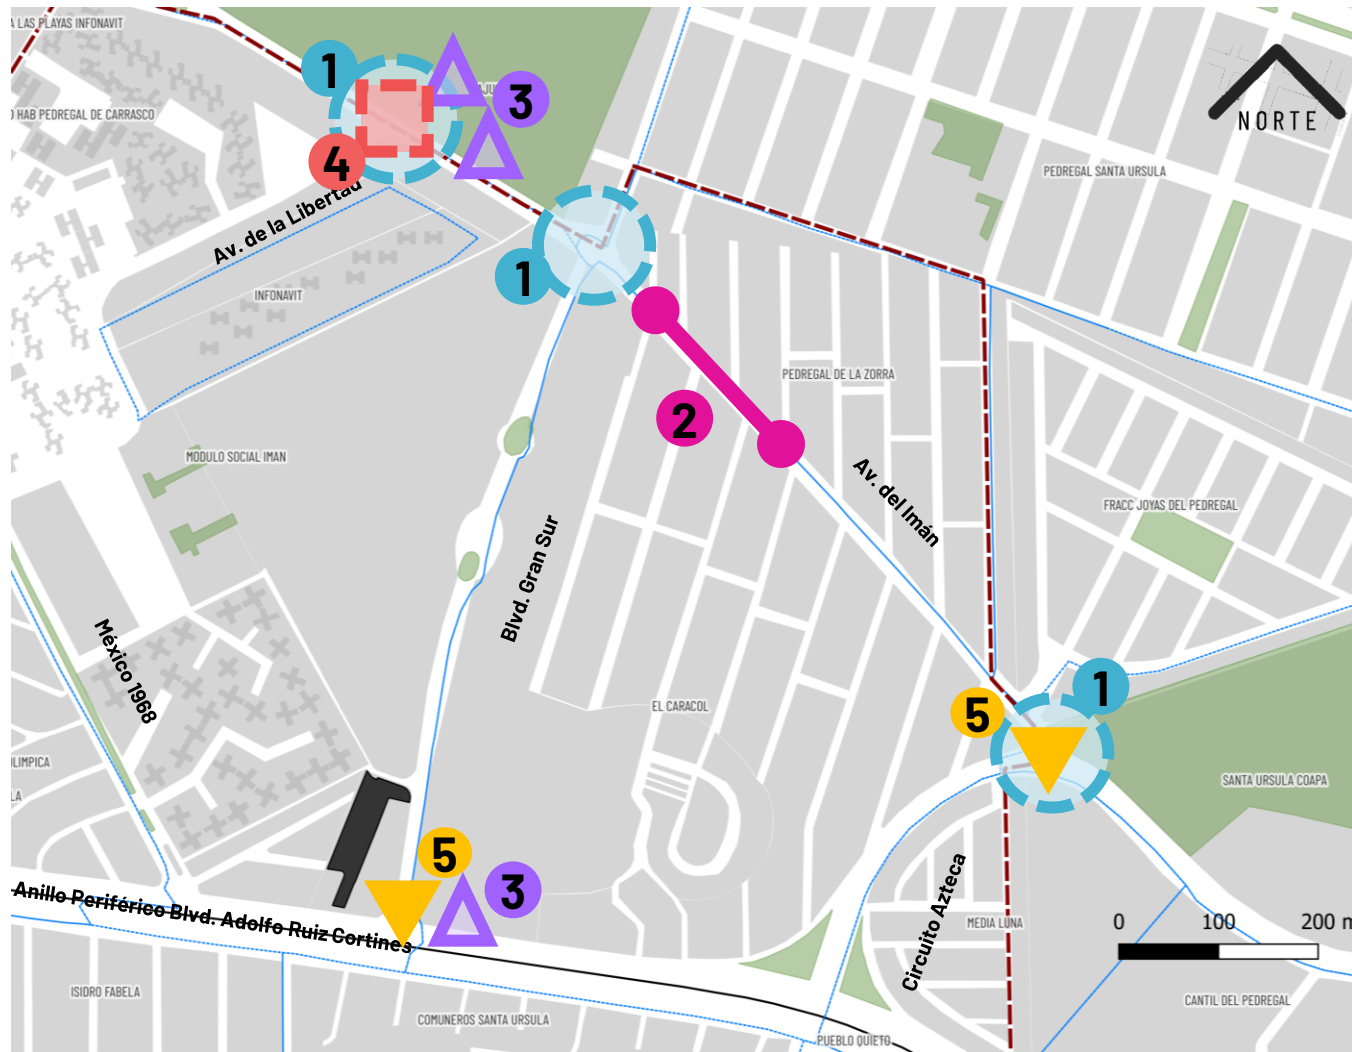 A LAS PLAYAS INFONAVIT
1
3
AJU
NORTE
O HAB PEDREGAL DE CARRASCO
4
PEDREGAL SANTA URSULA
Av. de la Libertad
1
INFONAVIT
PEDREGAL DE LA ZORRA
2
MODULO SOCIAL IMAN
Av. del Imán
FRACC JOYAS DEL PEDREGAL
Blvd. Gran Sur
México 1968
1
5
EL CARACOL
OLIMPICA
SANTA URSULA COAPA
LA
5
3
Anillo Periférico Blvd. Adolfo Ruiz Cortines
Circuito Azteca
MEDIA LUNA
0 100 200 m
ISIDRO FABELA
CANTIL DEL PEDREGAL
COMUNEROS SANTA URSULA
PUEBLO QUIETO